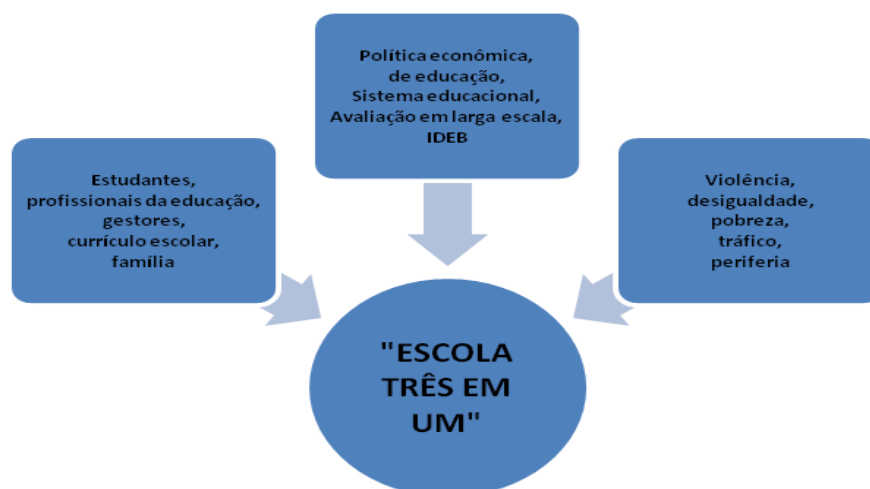 Política econômica,
de educação,
Sistema educacional,
Avaliação em larga escala,
IDEB
Estudantes,
profissionais da educação,
gestores,
currículo escolar,
família
Violência,
desigualdade,
pobreza,
tráfico,
periferia
"ESCOLA
TRÊS EM
UM"